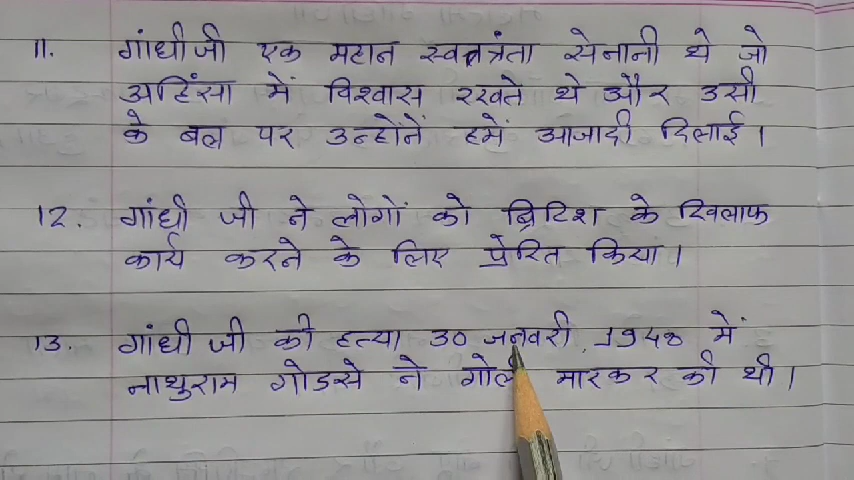 11. गांधीजी एक महान स्वतंत्रता सेनानी थे जो
अहिंसा में विश्वास रखते थे और उसी
के बल पर उन्होंनें हमें आजादी दिलाई।
12. गांधी जी ने लोगों को ब्रिटिश के खिलाफ
कार्य करने के लिए प्रेरित किया।
13. गांधी जी की हत्या 30 जनवरी, 1948 में
नाथुराम गोडसे ने गोली मारकर की थी।